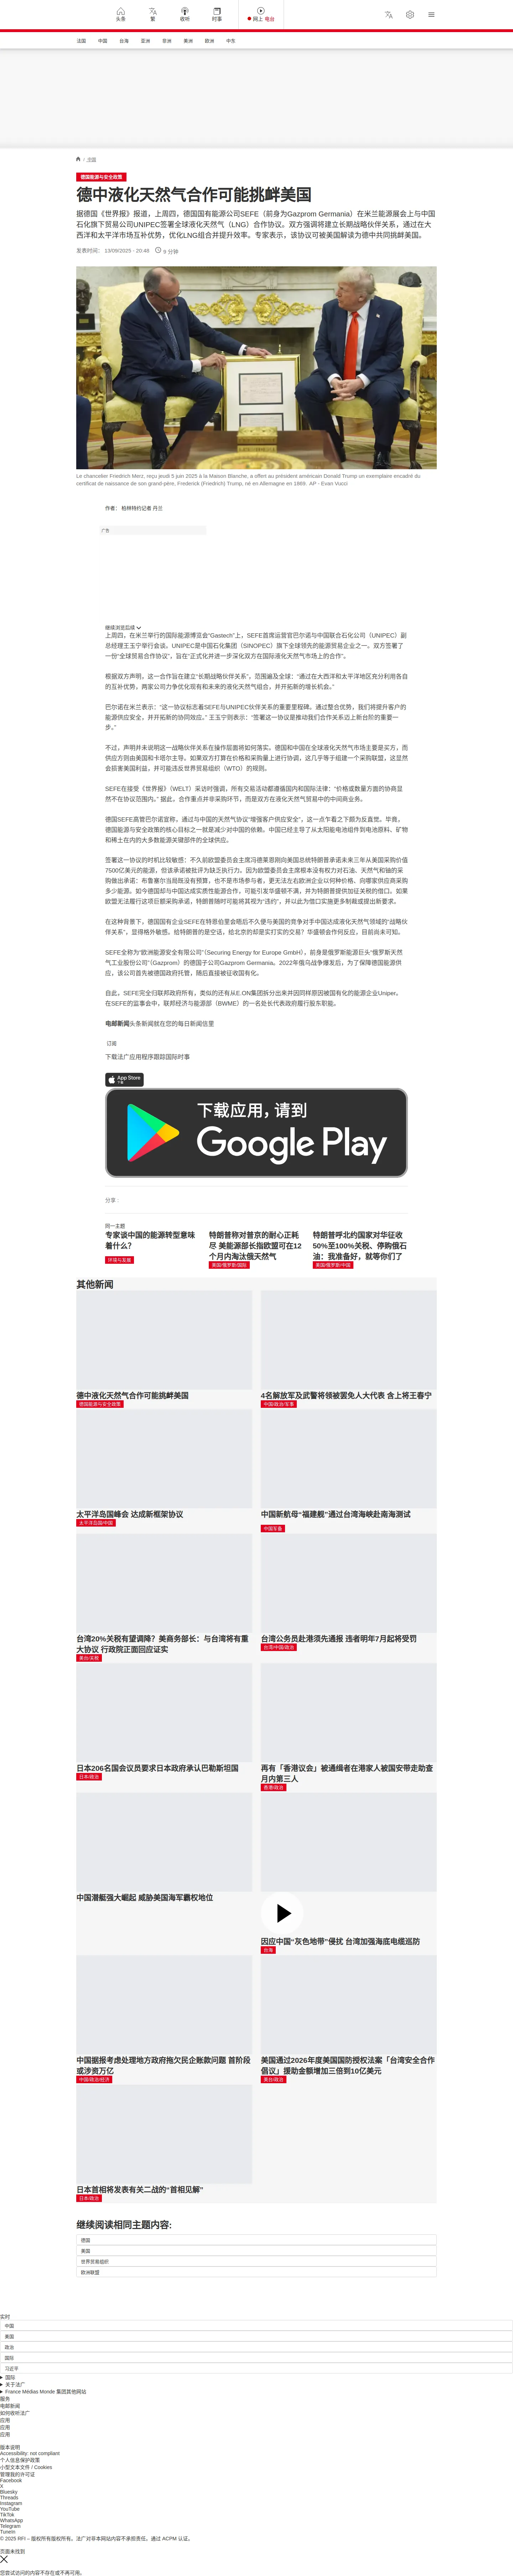 头条
繁
收听
时事
网上 电台
法国
中国
台海
亚洲
非洲
美洲
欧洲
中东
/ 中国
德国能源与安全政策
德中液化天然气合作可能挑衅美国
据德国《世界报》报道，上周四，德国国有能源公司SEFE（前身为Gazprom Germania）在米兰能源展会上与中国
石化旗下贸易公司UNIPEC签署全球液化天然气（LNG）合作协议。双方强调将建立长期战略伙伴关系，通过在大
西洋和太平洋市场互补优势，优化LNG组合并提升效率。专家表示，该协议可被美国解读为德中共同挑衅美国。
发表时间： 13/09/2025 - 20:46
9 分钟
Le chancelier Friedrich Merz, reçu jeudi 5 juin 2025 à la Maison Blanche, a offert au président américain Donald Trump un exemplaire encadré du
certificat de naissance de son grand-père, Frederick (Friedrich) Trump, né en Allemagne en 1869. AP - Evan Vucci
作者： 柏林特约记者 丹兰
广告
继续浏览后续
上周四，在米兰举行的国际能源博览会“Gastech”上，SEFE首席运营官巴尔诺与中国联合石化公司（UNIPEC）副
总经理王玉宁举行会谈。UNIPEC是中国石化集团（SINOPEC）旗下全球领先的能源贸易企业之一。双方签署了
一份“全球贸易合作协议”，旨在“正式化并进一步深化双方在国际液化天然气市场上的合作”。
根据双方声明，这一合作旨在建立“长期战略伙伴关系”，范围遍及全球：“通过在大西洋和太平洋地区充分利用各自
的互补优势，两家公司力争优化现有和未来的液化天然气组合，并开拓新的增长机会。”
巴尔诺在米兰表示：“这一协议标志着SEFE与UNIPEC伙伴关系的重要里程碑。通过整合优势，我们将提升客户的
能源供应安全，并开拓新的协同效应。” 王玉宁则表示：“签署这一协议是推动我们合作关系迈上新台阶的重要一
步。”
不过，声明并未说明这一战略伙伴关系在操作层面将如何落实。德国和中国在全球液化天然气市场主要是买方，而
供应方则由美国和卡塔尔主导。如果双方打算在价格和采购量上进行协调，这几乎等于组建一个采购联盟，这显然
会损害美国利益，并可能违反世界贸易组织（WTO）的规则。
SEFE在接受《世界报》（WELT）采访时强调，所有交易活动都遵循国内和国际法律：“价格或数量方面的协商显
然不在协议范围内。” 据此，合作重点并非采购环节，而是双方在液化天然气贸易中的中间商业务。
德国SEFE高管巴尔诺宣称，通过与中国的天然气协议“增强客户供应安全”，这一点乍看之下颇为反直觉。毕竟，
德国能源与安全政策的核心目标之一就是减少对中国的依赖。中国已经主导了从太阳能电池组件到电池原料、矿物
和稀土在内的大多数能源关键部件的全球供应。
签署这一协议的时机比较敏感：不久前欧盟委员会主席冯德莱恩刚向美国总统特朗普承诺未来三年从美国采购价值
7500亿美元的能源，但该承诺被批评为缺乏执行力。因为欧盟委员会主席根本没有权力对石油、天然气和铀的采
购做出承诺：布鲁塞尔当局既没有预算，也不是市场参与者，更无法左右欧洲企业以何种价格、向哪家供应商采购
多少能源。如今德国却与中国达成实质性能源合作，可能引发华盛顿不满，并为特朗普提供加征关税的借口。如果
欧盟无法履行这项巨额采购承诺，特朗普随时可能将其视为“违约”，并以此为借口实施更多制裁或提出新要求。
在这种背景下，德国国有企业SEFE在特恩伯里会晤后不久便与美国的竞争对手中国达成液化天然气领域的“战略伙
伴关系”，显得格外敏感。给特朗普的是空话，给北京的却是实打实的交易？华盛顿会作何反应，目前尚未可知。
SEFE全称为“欧洲能源安全有限公司”（Securing Energy for Europe GmbH），前身是俄罗斯能源巨头“俄罗斯天然
气工业股份公司”（Gazprom）的德国子公司Gazprom Germania。2022年俄乌战争爆发后，为了保障德国能源供
应，该公司首先被德国政府托管，随后直接被征收国有化。
自此，SEFE完全归联邦政府所有，类似的还有从E.ON集团拆分出来并因同样原因被国有化的能源企业Uniper。
在SEFE的监事会中，联邦经济与能源部（BWME）的一名处长代表政府履行股东职能。
电邮新闻头条新闻就在您的每日新闻信里
订阅
下载法广应用程序跟踪国际时事
App Store
下载
下载应用，请到
Google Play
分享 :
同一主题
专家谈中国的能源转型意味
着什么？
环境与发展
特朗普称对普京的耐心正耗
尽 美能源部长指欧盟可在12
个月内淘汰俄天然气
美国/俄罗斯/国际
特朗普呼北约国家对华征收
50%至100%关税、停购俄石
油：我准备好，就等你们了
美国/俄罗斯/中国
其他新闻
德中液化天然气合作可能挑衅美国
德国能源与安全政策
4名解放军及武警将领被罢免人大代表 含上将王春宁
中国/政治/军事
太平洋岛国峰会 达成新框架协议
太平洋岛国/中国
中国新航母“福建舰”通过台湾海峡赴南海测试
中国军备
台湾20%关税有望调降？美商务部长：与台湾将有重
大协议 行政院正面回应证实
美台/关税
台湾公务员赴港须先通报 违者明年7月起将受罚
台湾/中国/政治
日本206名国会议员要求日本政府承认巴勒斯坦国
日本/政治
再有「香港议会」被通缉者在港家人被国安带走助查
月内第三人
香港/政治
中国潜艇强大崛起 威胁美国海军霸权地位
因应中国“灰色地带”侵扰 台湾加强海底电缆巡防
台海
中国据报考虑处理地方政府拖欠民企账款问题 首阶段
或涉资万亿
中国/政治/经济
美国通过2026年度美国国防授权法案「台湾安全合作
倡议」援助金额增加三倍到10亿美元
美台/政治
日本首相将发表有关二战的“首相见解”
日本/政治
继续阅读相同主题内容:
德国
美国
世界贸易组织
欧洲联盟
实时
中国
美国
政治
国际
习近平
国际
关于法广
France Médias Monde 集团其他网站
服务
电邮新闻
如何收听法广
应用
应用
应用
版本说明
Accessibility: not compliant
个人信息保护政策
小型文本文件 / Cookies
管理我的许可证
Facebook
X
Bluesky
Threads
Instagram
YouTube
TikTok
WhatsApp
Telegram
TuneIn
© 2025 RFI – 版权所有版权所有。法广对非本网站内容不承担责任。通过 ACPM 认证。
页面未找到
您尝试访问的内容不存在或不再可用。